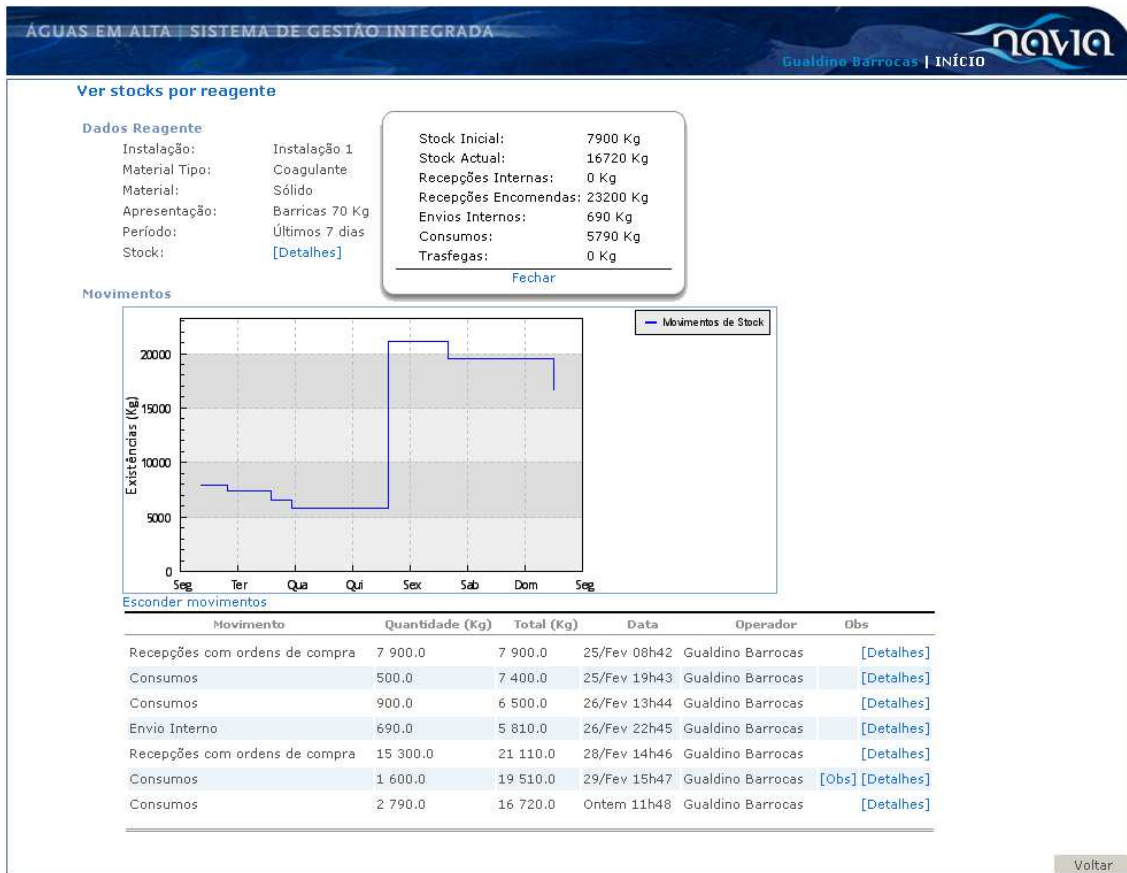 ÁGUAS EM ALTA | SISTEMA DE GESTÃO INTEGRADA
navia
Gualdino Barrocas | INÍCIO
Ver stocks por reagente
Dados Reagente
Instalação: Instalação 1
Material Tipo: Coagulante
Material: Sólido
Apresentação: Barricas 70 Kg
Período: Últimos 7 dias
Stock: [Detalhes]
Stock Inicial: 7900 Kg
Stock Actual: 16720 Kg
Recepções Internas: 0 Kg
Recepções Encomendas: 23200 Kg
Envios Internos: 690 Kg
Consumos: 5790 Kg
Trasfegas: 0 Kg
Fechar
Movimentos
Movimentos de Stock
Existências (Kg)
20000
15000
10000
5000
0
Seg Ter Qua Qui Sex Sab Dom Seg
Esconder movimentos
Movimento Quantidade (Kg) Total (Kg) Data Operador Obs
Recepções com ordens de compra 7 900.0 7 900.0 25/Fev 08h42 Gualdino Barrocas [Detalhes]
Consumos 500.0 7 400.0 25/Fev 19h43 Gualdino Barrocas [Detalhes]
Consumos 900.0 6 500.0 26/Fev 13h44 Gualdino Barrocas [Detalhes]
Envio Interno 690.0 5 810.0 26/Fev 22h45 Gualdino Barrocas [Detalhes]
Recepções com ordens de compra 15 300.0 21 110.0 28/Fev 14h46 Gualdino Barrocas [Detalhes]
Consumos 1 600.0 19 510.0 29/Fev 15h47 Gualdino Barrocas [Obs] [Detalhes]
Consumos 2 790.0 16 720.0 Ontem 11h48 Gualdino Barrocas [Detalhes]
Voltar